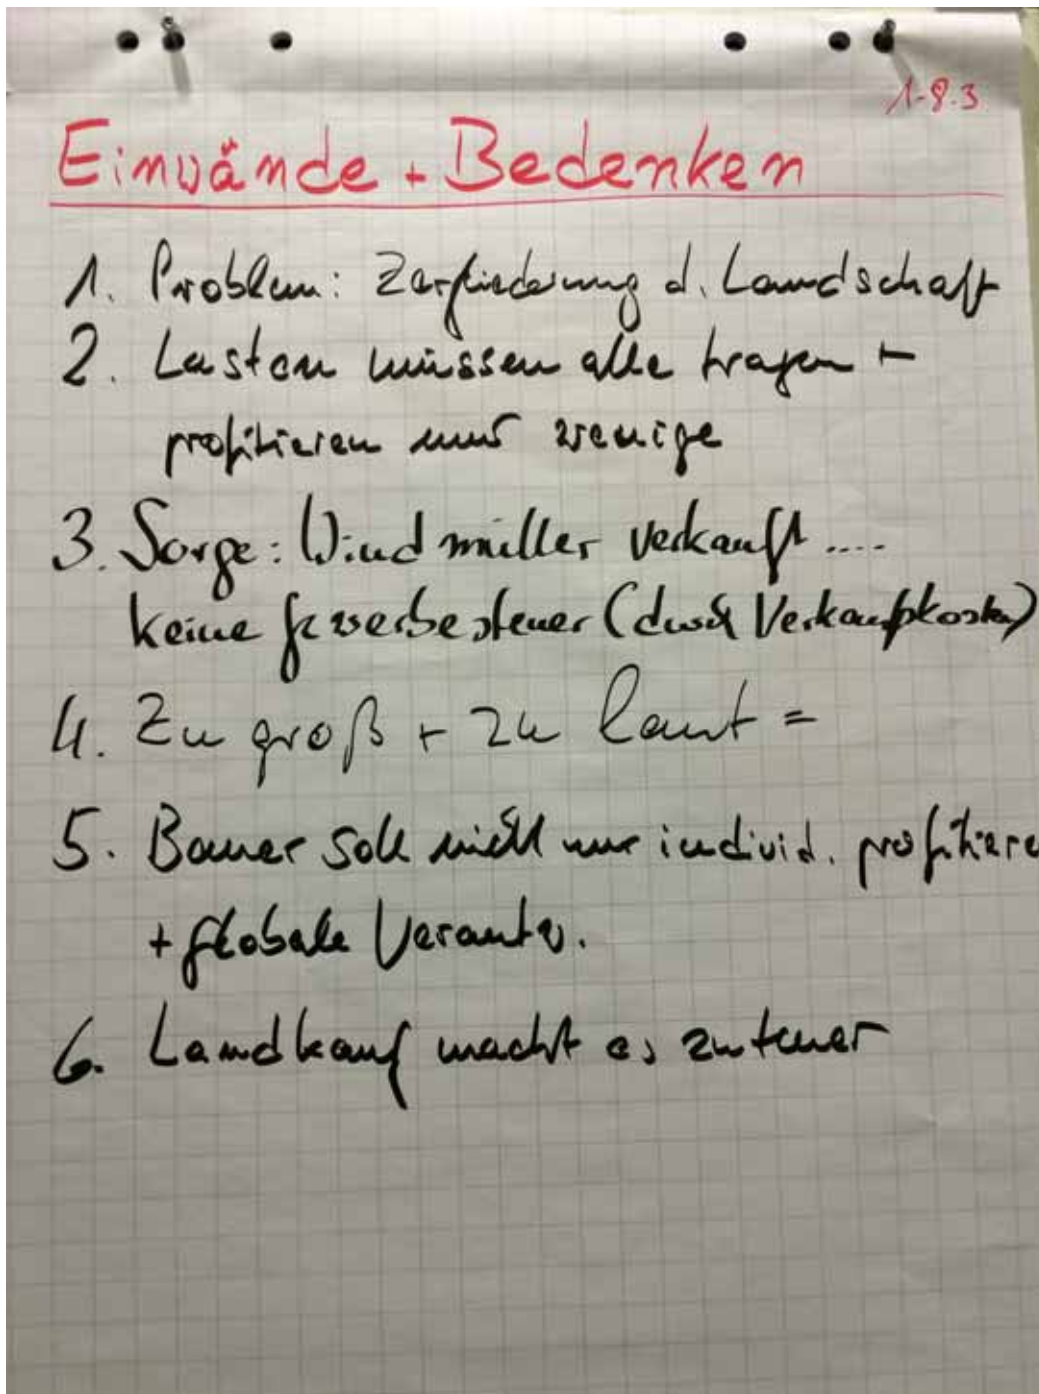 1-8.3
Einwände + Bedenken
1. Problem: Zerfiederung d. Landschaft
2. Lasten müssen alle tragen +
profitieren nur wenige
3. Sorge: Windmüller verkauft ....
keine Gewerbesteuer (durch Verkaufskosten)
4. Zu groß + zu laut =
5. Bauer soll nicht nur individ. profitiere
+ globale Verantw.
6. Landkauf macht es zu teuer